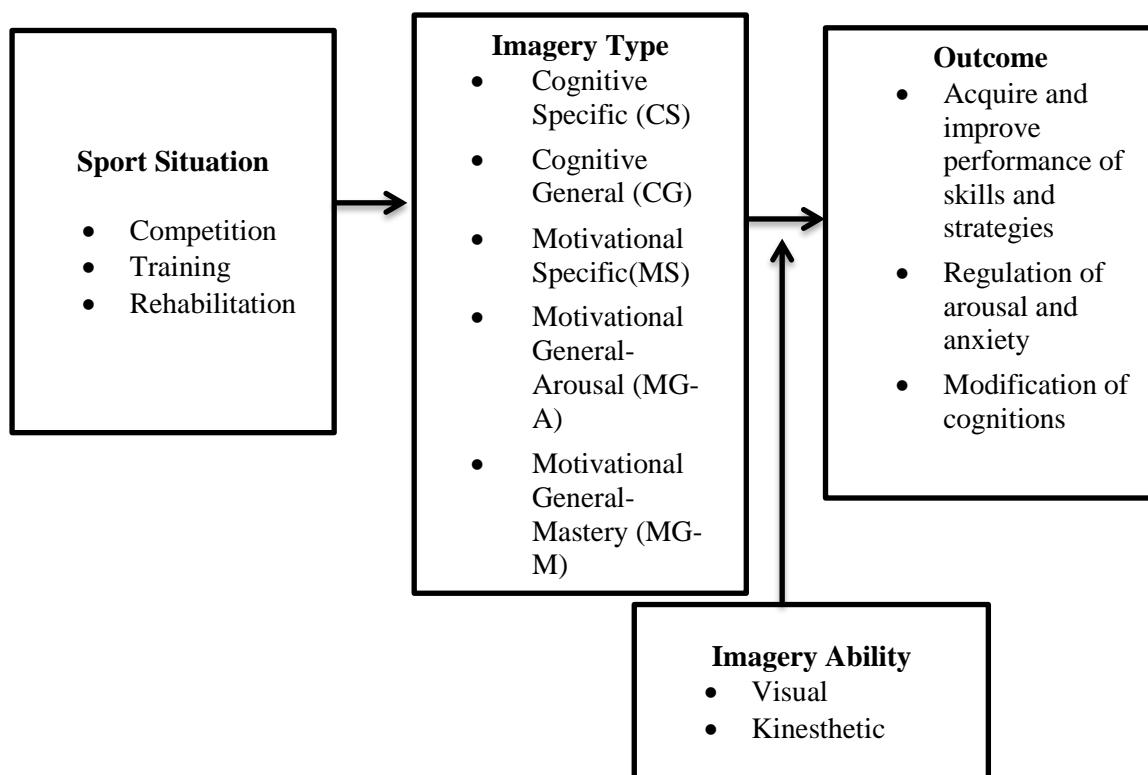 Sport Situation
• Competition
• Training
• Rehabilitation
Imagery Type
• Cognitive
Specific (CS)
• Cognitive
General (CG)
• Motivational
Specific(MS)
• Motivational
General-
Arousal (MG-
A)
• Motivational
General-
Mastery (MG-
M)
Outcome
• Acquire and
improve
performance of
skills and
strategies
• Regulation of
arousal and
anxiety
• Modification of
cognitions
Imagery Ability
• Visual
• Kinesthetic